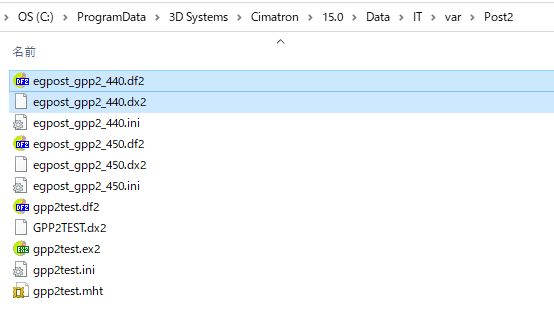 OS (C:) > ProgramData > 3D Systems > Cimatron > 15.0 > Data > IT > var > Post2
名前
egpost_gpp2_440.df2
egpost_gpp2_440.dx2
egpost_gpp2_440.ini
egpost_gpp2_450.df2
egpost_gpp2_450.dx2
egpost_gpp2_450.ini
gpp2test.df2
GPP2TEST.dx2
gpp2test.ex2
gpp2test.ini
gpp2test.mht